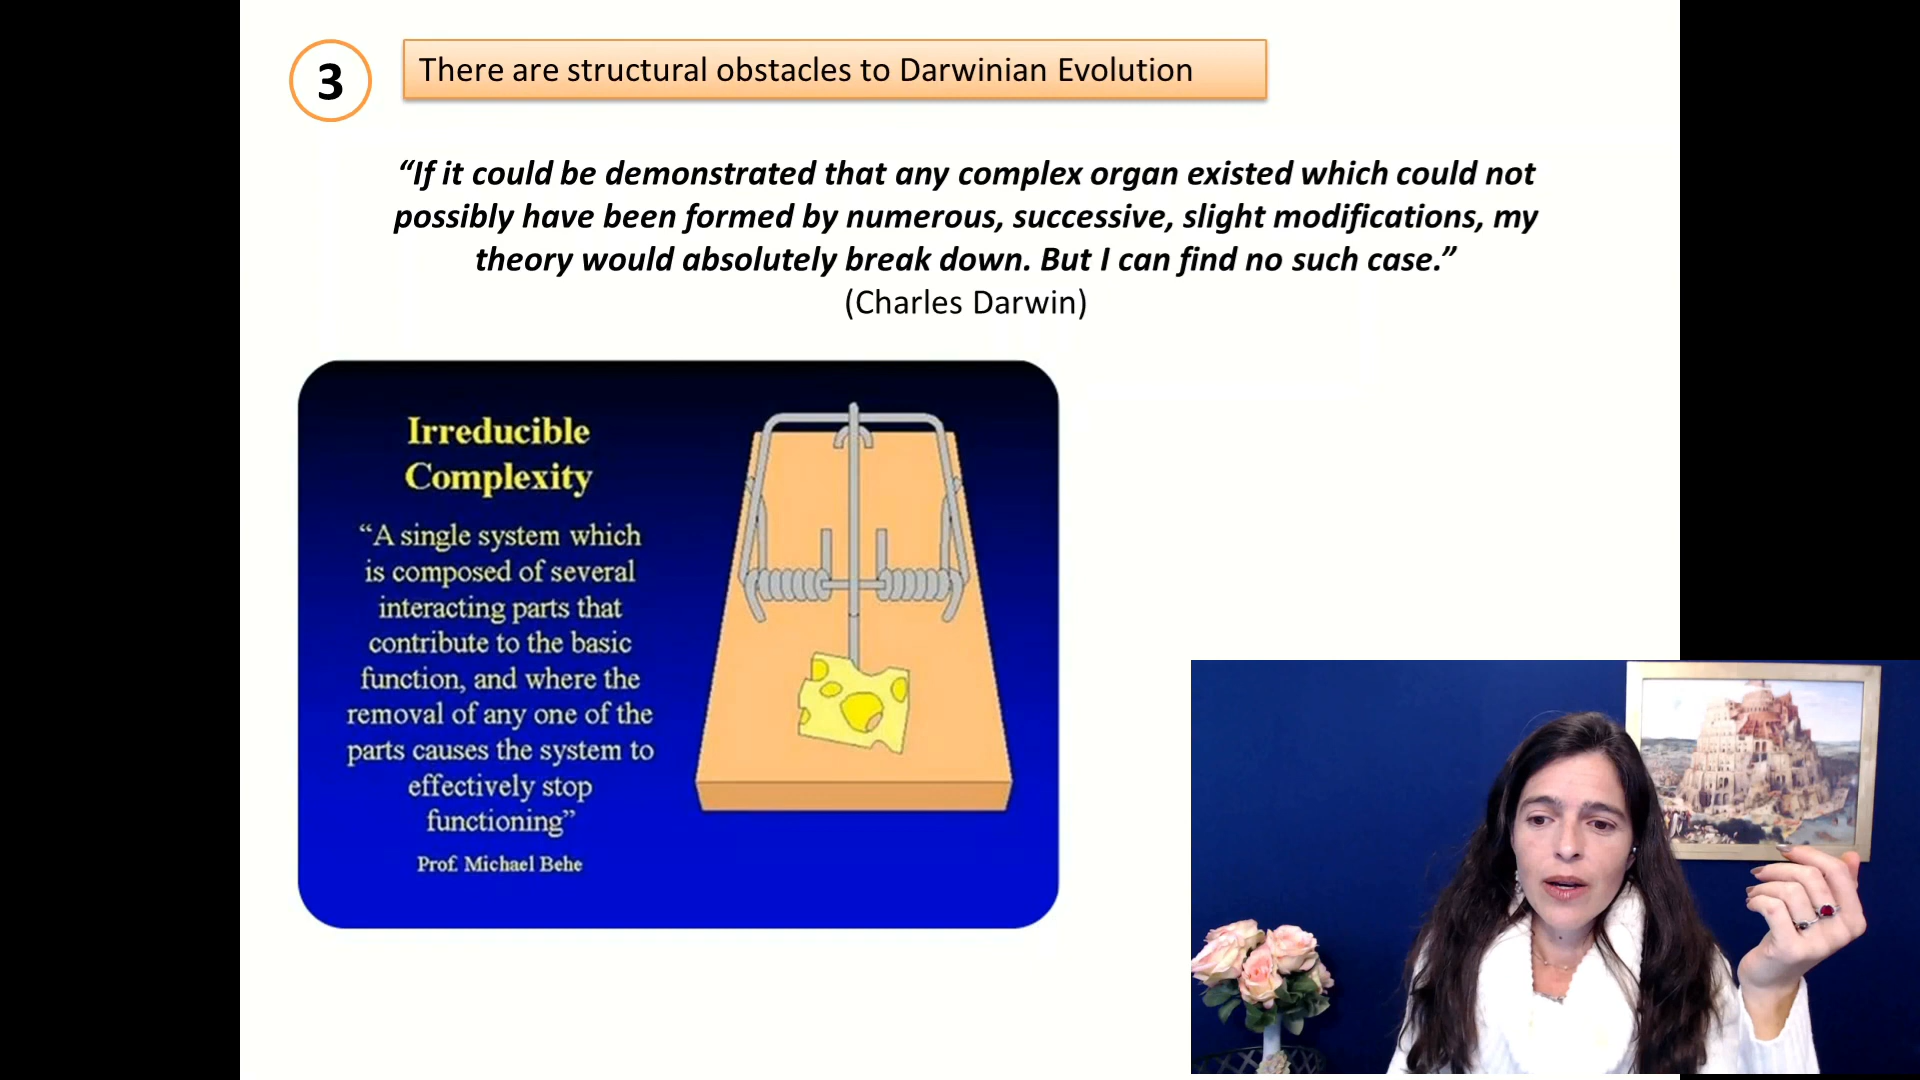 3
There are structural obstacles to Darwinian Evolution
“If it could be demonstrated that any complex organ existed which could not
possibly have been formed by numerous, successive, slight modifications, my
theory would absolutely break down. But I can find no such case.”
(Charles Darwin)
Irreducible
Complexity
“A single system which
is composed of several
interacting parts that
contribute to the basic
function, and where the
removal of any one of the
parts causes the system to
effectively stop
functioning”
Prof. Michael Behe